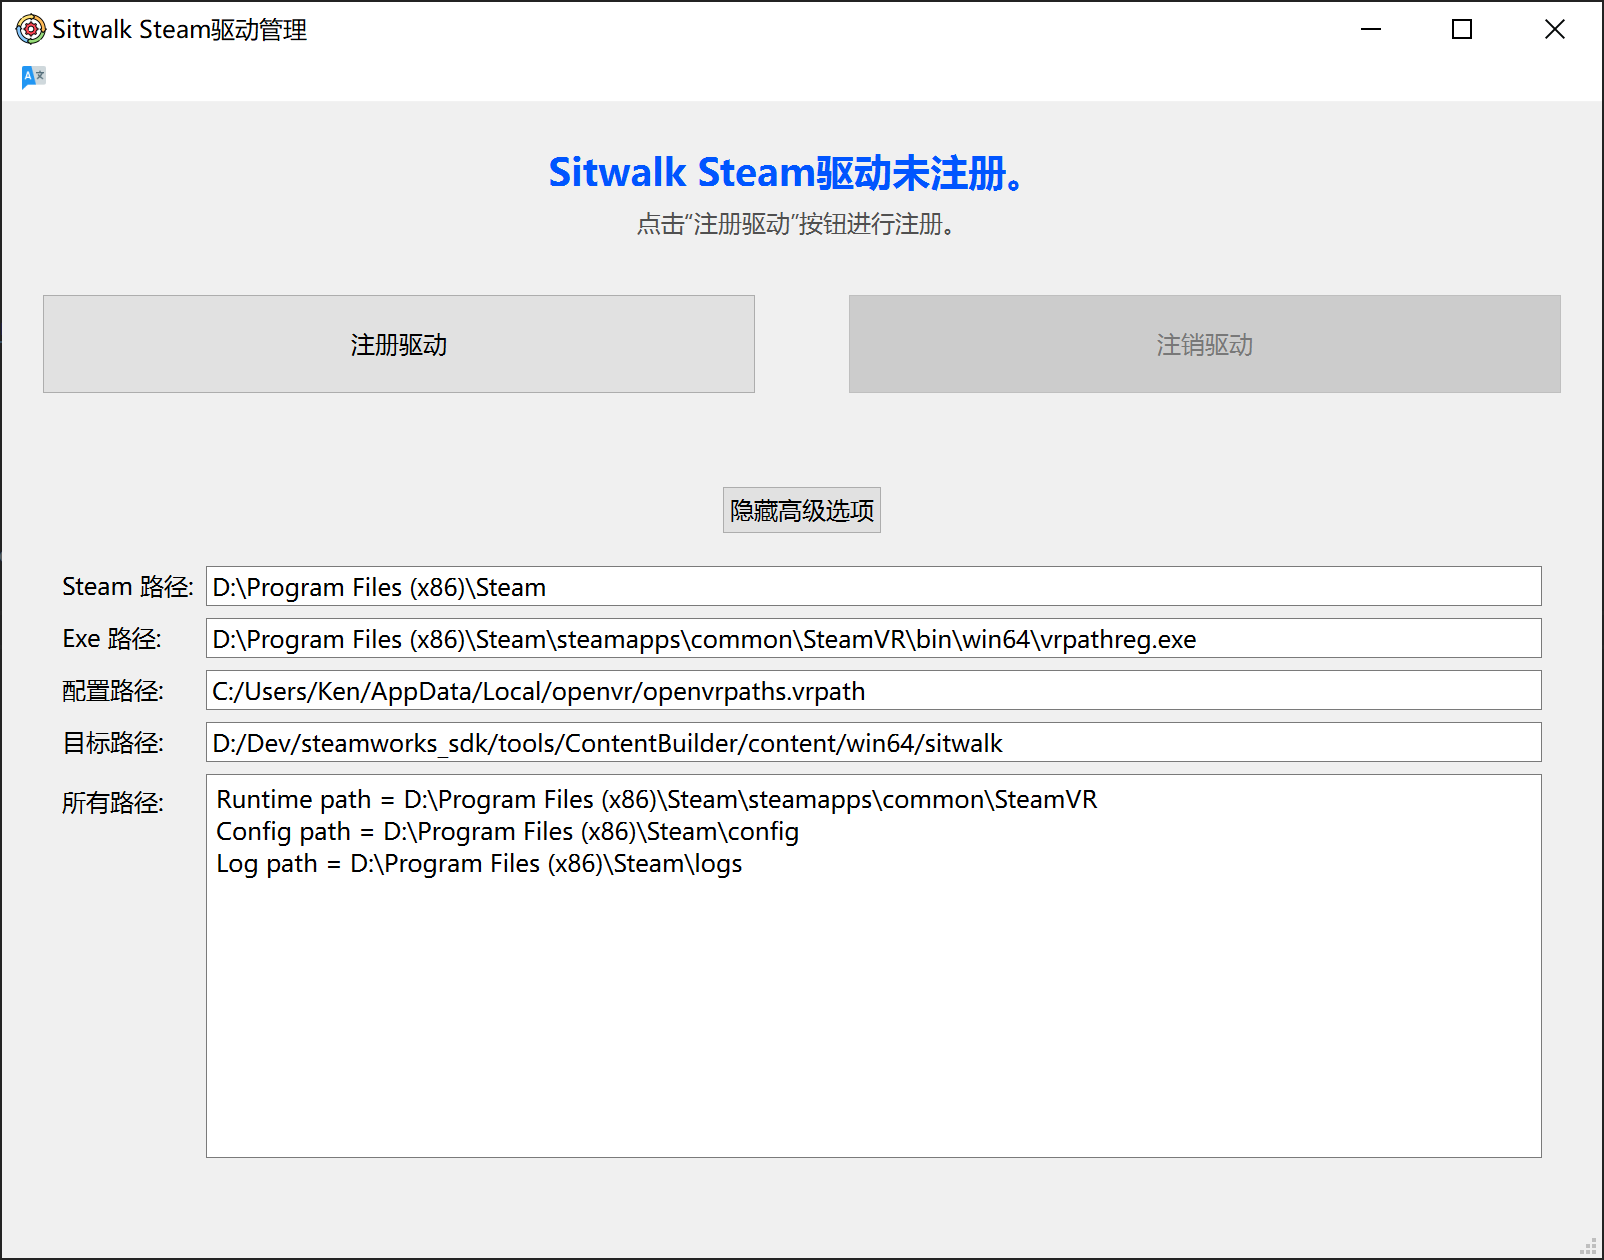 Sitwalk Steam驱动管理
A 文
Sitwalk Steam驱动未注册。
点击“注册驱动”按钮进行注册。
注册驱动
注销驱动
隐藏高级选项
Steam 路径: D:\Program Files (x86)\Steam
Exe 路径: D:\Program Files (x86)\Steam\steamapps\common\SteamVR\bin\win64\vrpathreg.exe
配置路径: C:/Users/Ken/AppData/Local/openvr/openvrpaths.vrpath
目标路径: D:/Dev/steamworks_sdk/tools/ContentBuilder/content/win64/sitwalk
所有路径: Runtime path = D:\Program Files (x86)\Steam\steamapps\common\SteamVR
Config path = D:\Program Files (x86)\Steam\config
Log path = D:\Program Files (x86)\Steam\logs